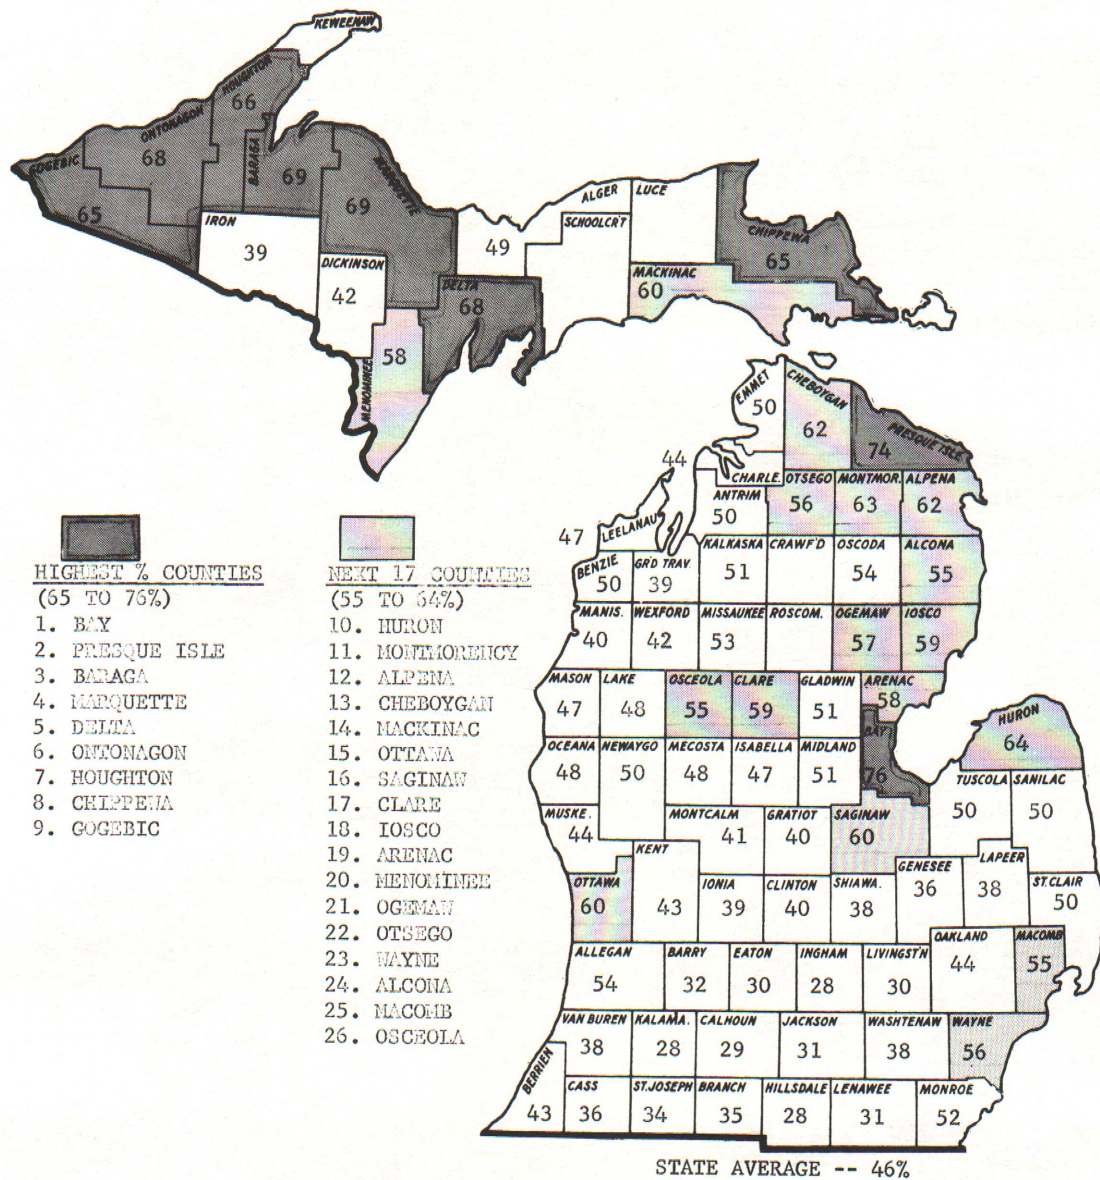 KEWEENAW
HOUGHTON
66
ONTONAGON
68
GOGEBIC
65
BARAGA
69
MARQUETTE
69
IRON
39
DICKINSON
42
MENOMINEE
58
49
DELTA
68
ALGER
SCHOOLCR'T
LUCE
MACKINAC
60
CHIPPEWA
65
EMMET
50
CHEBOYGAN
62
PRESQUE ISLE
74
44
CHARLE.
ANTRIM
50
OTSEGO
56
MONTMOR.
63
ALPENA
62
47
LEELANAU
BENZIE
50
GR'D TRAV.
39
KALKASKA
51
CRAWF'D
OSCODA
54
ALCONA
55
MANIS.
40
WEXFORD
42
MISSAUKEE
53
ROSCOM.
OGEMAW
57
IOSCO
59
MASON
47
LAKE
48
OSCEOLA
55
CLARE
59
GLADWIN
51
ARENAC
58
BAY
76
HURON
64
OCEANA
48
NEWAYGO
50
MECOSTA
48
ISABELLA
47
MIDLAND
51
TUSCOLA
50
SANILAC
50
MUSKE.
44
MONTCALM
41
GRATIOT
40
SAGINAW
60
OTTAWA
60
KENT
43
IONIA
39
CLINTON
40
SHIAWA.
38
GENESEE
36
LAPEER
38
ST.CLAIR
50
ALLEGAN
54
BARRY
32
EATON
30
INGHAM
28
LIVINGST'N
30
OAKLAND
44
MACOMB
55
VAN BUREN
38
KALAMA.
28
CALHOUN
29
JACKSON
31
WASHTENAW
38
WAYNE
56
BERRIEN
43
CASS
36
ST.JOSEPH
34
BRANCH
35
HILLSDALE
28
LENAWEE
31
MONROE
52
STATE AVERAGE -- 46%
HIGHEST % COUNTIES
(65 TO 76%)
1. BAY
2. PRESQUE ISLE
3. BARAGA
4. MARQUETTE
5. DELTA
6. ONTONAGON
7. HOUGHTON
8. CHIPPEWA
9. GOGEBIC
NEXT 17 COUNTIES
(55 TO 64%)
10. HURON
11. MONTMORENCY
12. ALPENA
13. CHEBOYGAN
14. MACKINAC
15. OTTAWA
16. SAGINAW
17. CLARE
18. IOSCO
19. ARENAC
20. MENOMINEE
21. OGEMAW
22. OTSEGO
23. WAYNE
24. ALCONA
25. MACOMB
26. OSCEOLA